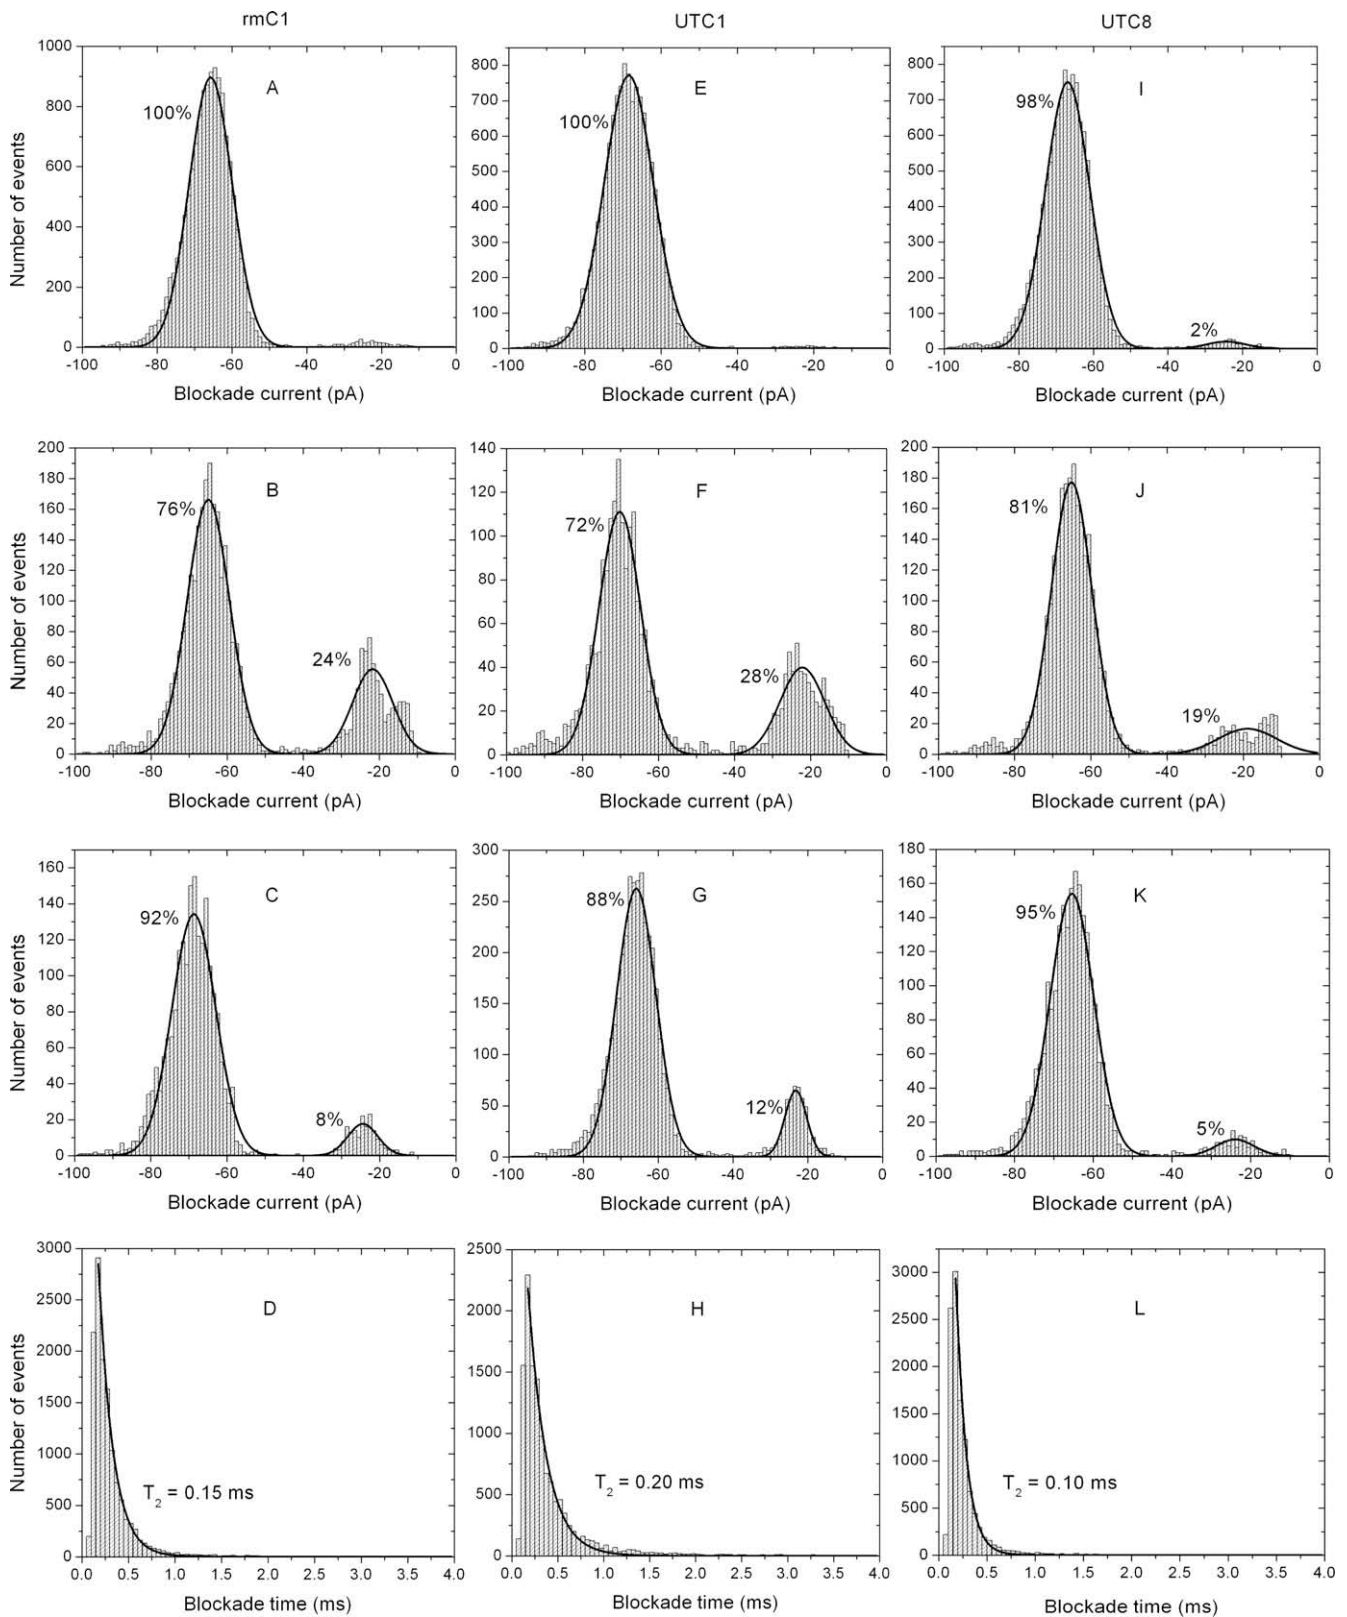 rmC1 UTC1 UTC8
A
100%
Number of events
1000
800
600
400
200
0
-100 -80 -60 -40 -20 0
Blockade current (pA)
E
100%
800
700
600
500
400
300
200
100
0
-100 -80 -60 -40 -20 0
Blockade current (pA)
I
98%
2%
800
700
600
500
400
300
200
100
0
-100 -80 -60 -40 -20 0
Blockade current (pA)
B
76%
24%
Number of events
200
180
160
140
120
100
80
60
40
20
0
-100 -80 -60 -40 -20 0
Blockade current (pA)
F
72%
28%
140
120
100
80
60
40
20
0
-100 -80 -60 -40 -20 0
Blockade current (pA)
J
81%
19%
200
180
160
140
120
100
80
60
40
20
0
-100 -80 -60 -40 -20 0
Blockade current (pA)
C
92%
8%
Number of events
160
140
120
100
80
60
40
20
0
-100 -80 -60 -40 -20 0
Blockade current (pA)
G
88%
12%
300
250
200
150
100
50
0
-100 -80 -60 -40 -20 0
Blockade current (pA)
K
95%
5%
180
160
140
120
100
80
60
40
20
0
-100 -80 -60 -40 -20 0
Blockade current (pA)
D
T2 = 0.15 ms
Number of events
3000
2500
2000
1500
1000
500
0
0.0 0.5 1.0 1.5 2.0 2.5 3.0 3.5 4.0
Blockade time (ms)
H
T2 = 0.20 ms
2500
2000
1500
1000
500
0
0.0 0.5 1.0 1.5 2.0 2.5 3.0 3.5 4.0
Blockade time (ms)
L
T2 = 0.10 ms
3000
2500
2000
1500
1000
500
0
0.0 0.5 1.0 1.5 2.0 2.5 3.0 3.5 4.0
Blockade time (ms)